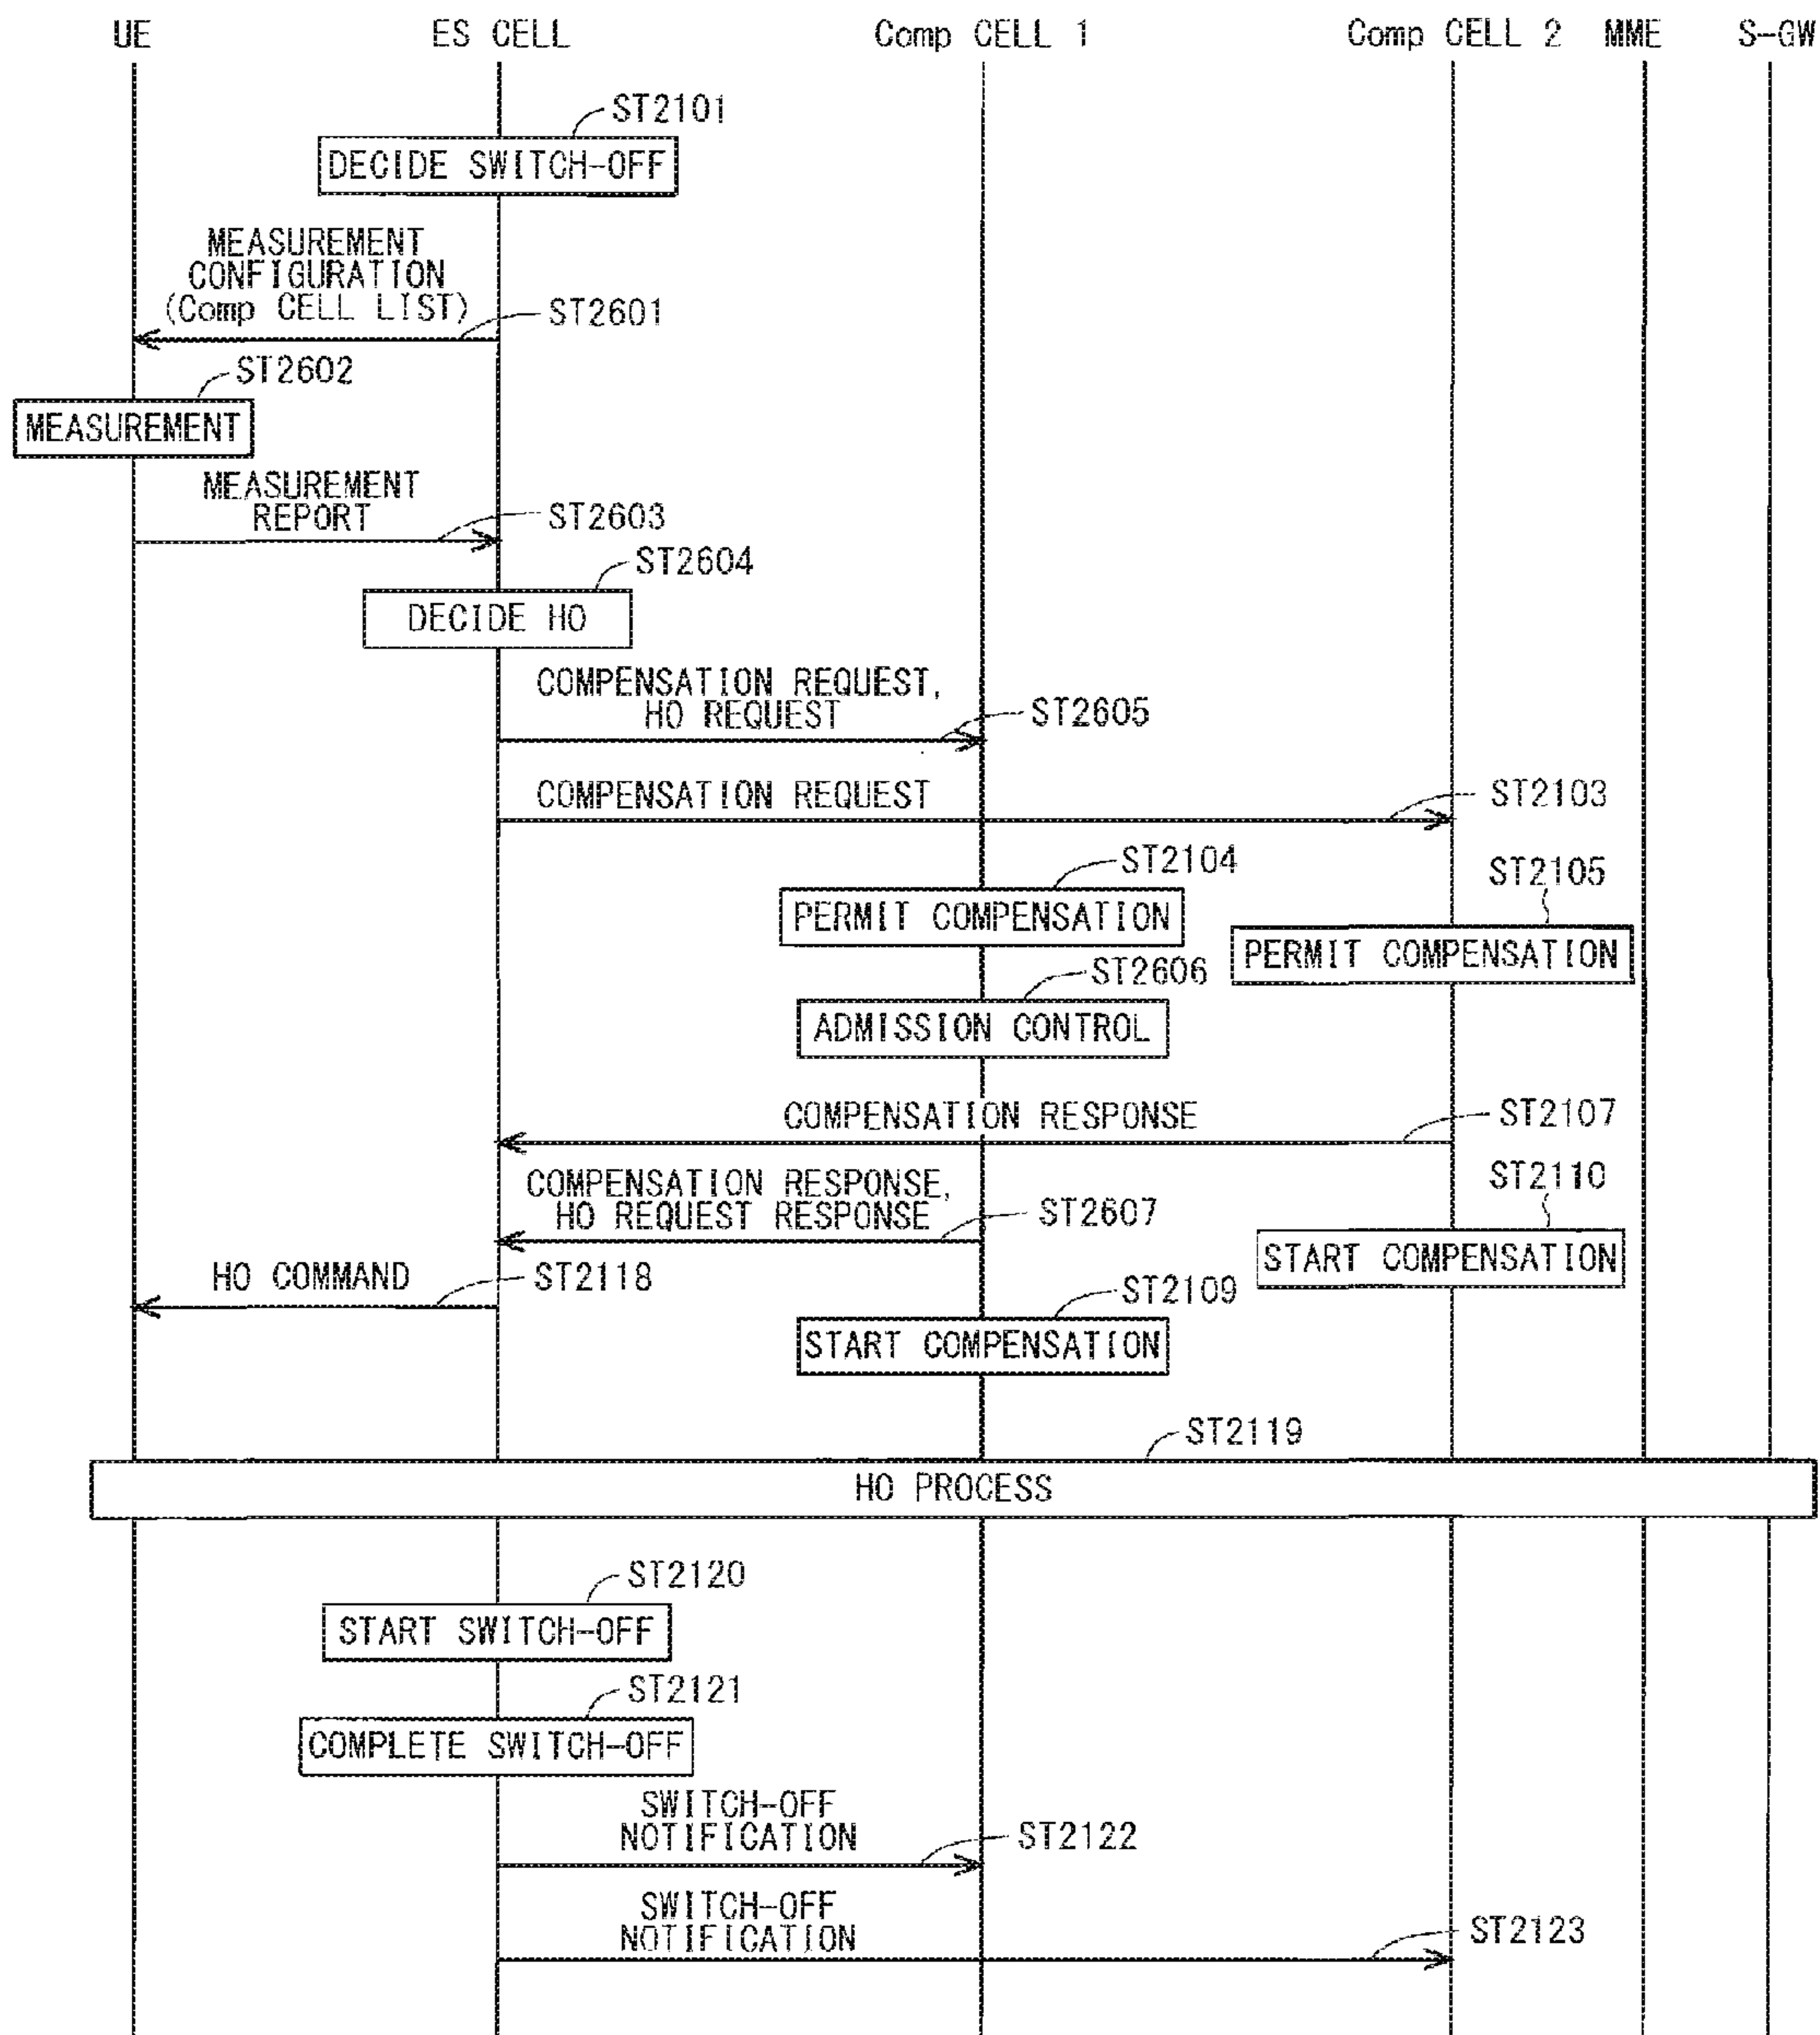 UE
ES CELL
Comp CELL 1
Comp CELL 2
MME
S-GW
ST2101
DECIDE SWITCH-OFF
MEASUREMENT
CONFIGURATION
(Comp CELL LIST)
ST2601
ST2602
MEASUREMENT
MEASUREMENT
REPORT
ST2603
ST2604
DECIDE HO
COMPENSATION REQUEST,
HO REQUEST
ST2605
COMPENSATION REQUEST
ST2103
ST2104
PERMIT COMPENSATION
ST2105
PERMIT COMPENSATION
ST2606
ADMISSION CONTROL
COMPENSATION RESPONSE
ST2107
COMPENSATION RESPONSE,
HO REQUEST RESPONSE
ST2607
ST2110
START COMPENSATION
HO COMMAND
ST2118
ST2109
START COMPENSATION
ST2119
HO PROCESS
ST2120
START SWITCH-OFF
ST2121
COMPLETE SWITCH-OFF
SWITCH-OFF
NOTIFICATION
ST2122
SWITCH-OFF
NOTIFICATION
ST2123